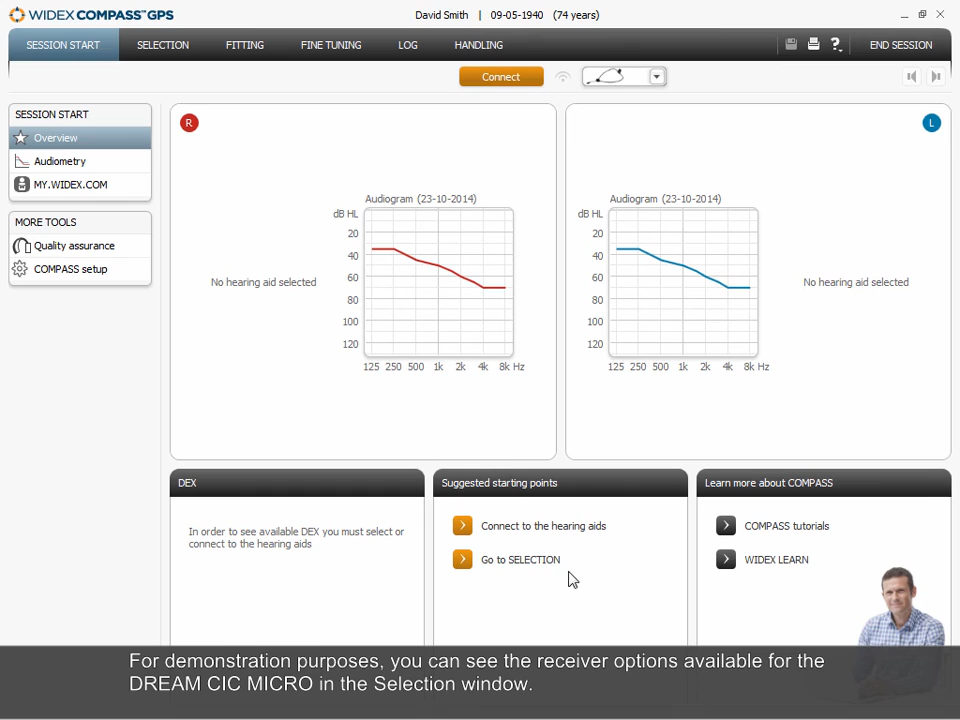 WIDEX COMPASS™ GPS
David Smith | 09-05-1940 (74 years)
SESSION START SELECTION FITTING FINE TUNING LOG HANDLING ? END SESSION
Connect
SESSION START
Overview
Audiometry
MY.WIDEX.COM
MORE TOOLS
Quality assurance
COMPASS setup
R
Audiogram (23-10-2014)
dB HL
20
40
60
80
100
120
125 250 500 1k 2k 4k 8k Hz
No hearing aid selected
L
Audiogram (23-10-2014)
dB HL
20
40
60
80
100
120
125 250 500 1k 2k 4k 8k Hz
No hearing aid selected
DEX
In order to see available DEX you must select or
connect to the hearing aids
Suggested starting points
Connect to the hearing aids
Go to SELECTION
Learn more about COMPASS
COMPASS tutorials
WIDEX LEARN
For demonstration purposes, you can see the receiver options available for the
DREAM CIC MICRO in the Selection window.